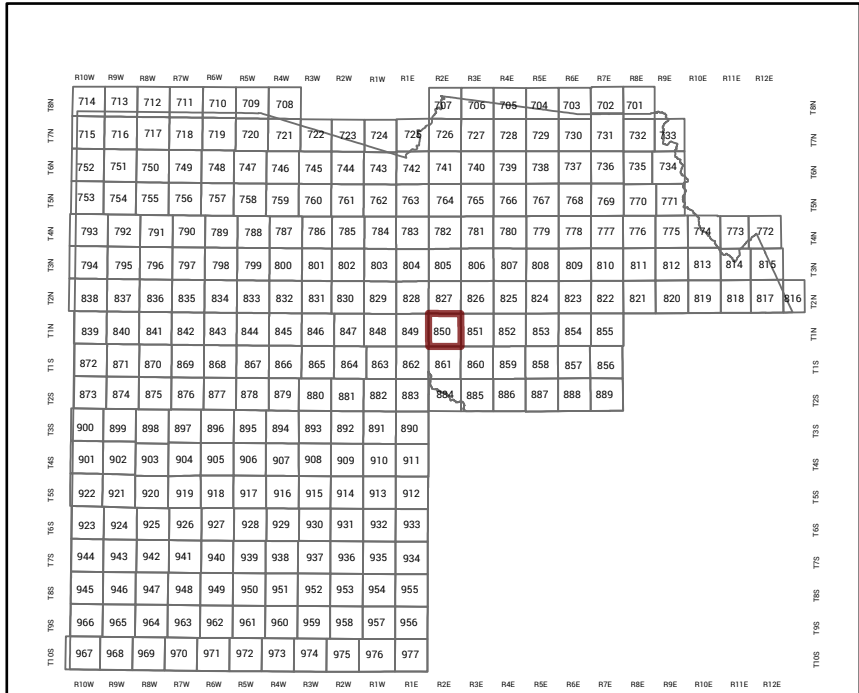 R10W R9W R8W R7W R6W R5W R4W R3W R2W R1W R1E R2E R3E R4E R5E R6E R7E R8E R9E R10E R11E R12E
T8N 714 713 712 711 710 709 708 707 706 705 704 703 702 701 T8N
T7N 715 716 717 718 719 720 721 722 723 724 725 726 727 728 729 730 731 732 733 T7N
T6N 752 751 750 749 748 747 746 745 744 743 742 741 740 739 738 737 736 735 734 T6N
T5N 753 754 755 756 757 758 759 760 761 762 763 764 765 766 767 768 769 770 771 T5N
T4N 793 792 791 790 789 788 787 786 785 784 783 782 781 780 779 778 777 776 775 774 773 772 T4N
T3N 794 795 796 797 798 799 800 801 802 803 804 805 806 807 808 809 810 811 812 813 814 815 T3N
T2N 838 837 836 835 834 833 832 831 830 829 828 827 826 825 824 823 822 821 820 819 818 817 816 T2N
T1N 839 840 841 842 843 844 845 846 847 848 849 850 851 852 853 854 855 T1N
T1S 872 871 870 869 868 867 866 865 864 863 862 861 860 859 858 857 856 T1S
T2S 873 874 875 876 877 878 879 880 881 882 883 884 885 886 887 888 889 T2S
T3S 900 899 898 897 896 895 894 893 892 891 890 T3S
T4S 901 902 903 904 905 906 907 908 909 910 911 T4S
T5S 922 921 920 919 918 917 916 915 914 913 912 T5S
T6S 923 924 925 926 927 928 929 930 931 932 933 T6S
T7S 944 943 942 941 940 939 938 937 936 935 934 T7S
T8S 945 946 947 948 949 950 951 952 953 954 955 T8S
T9S 966 965 964 963 962 961 960 959 958 957 956 T9S
T10S 967 968 969 970 971 972 973 974 975 976 977 T10S
R10W R9W R8W R7W R6W R5W R4W R3W R2W R1W R1E R2E R3E R4E R5E R6E R7E R8E R9E R10E R11E R12E